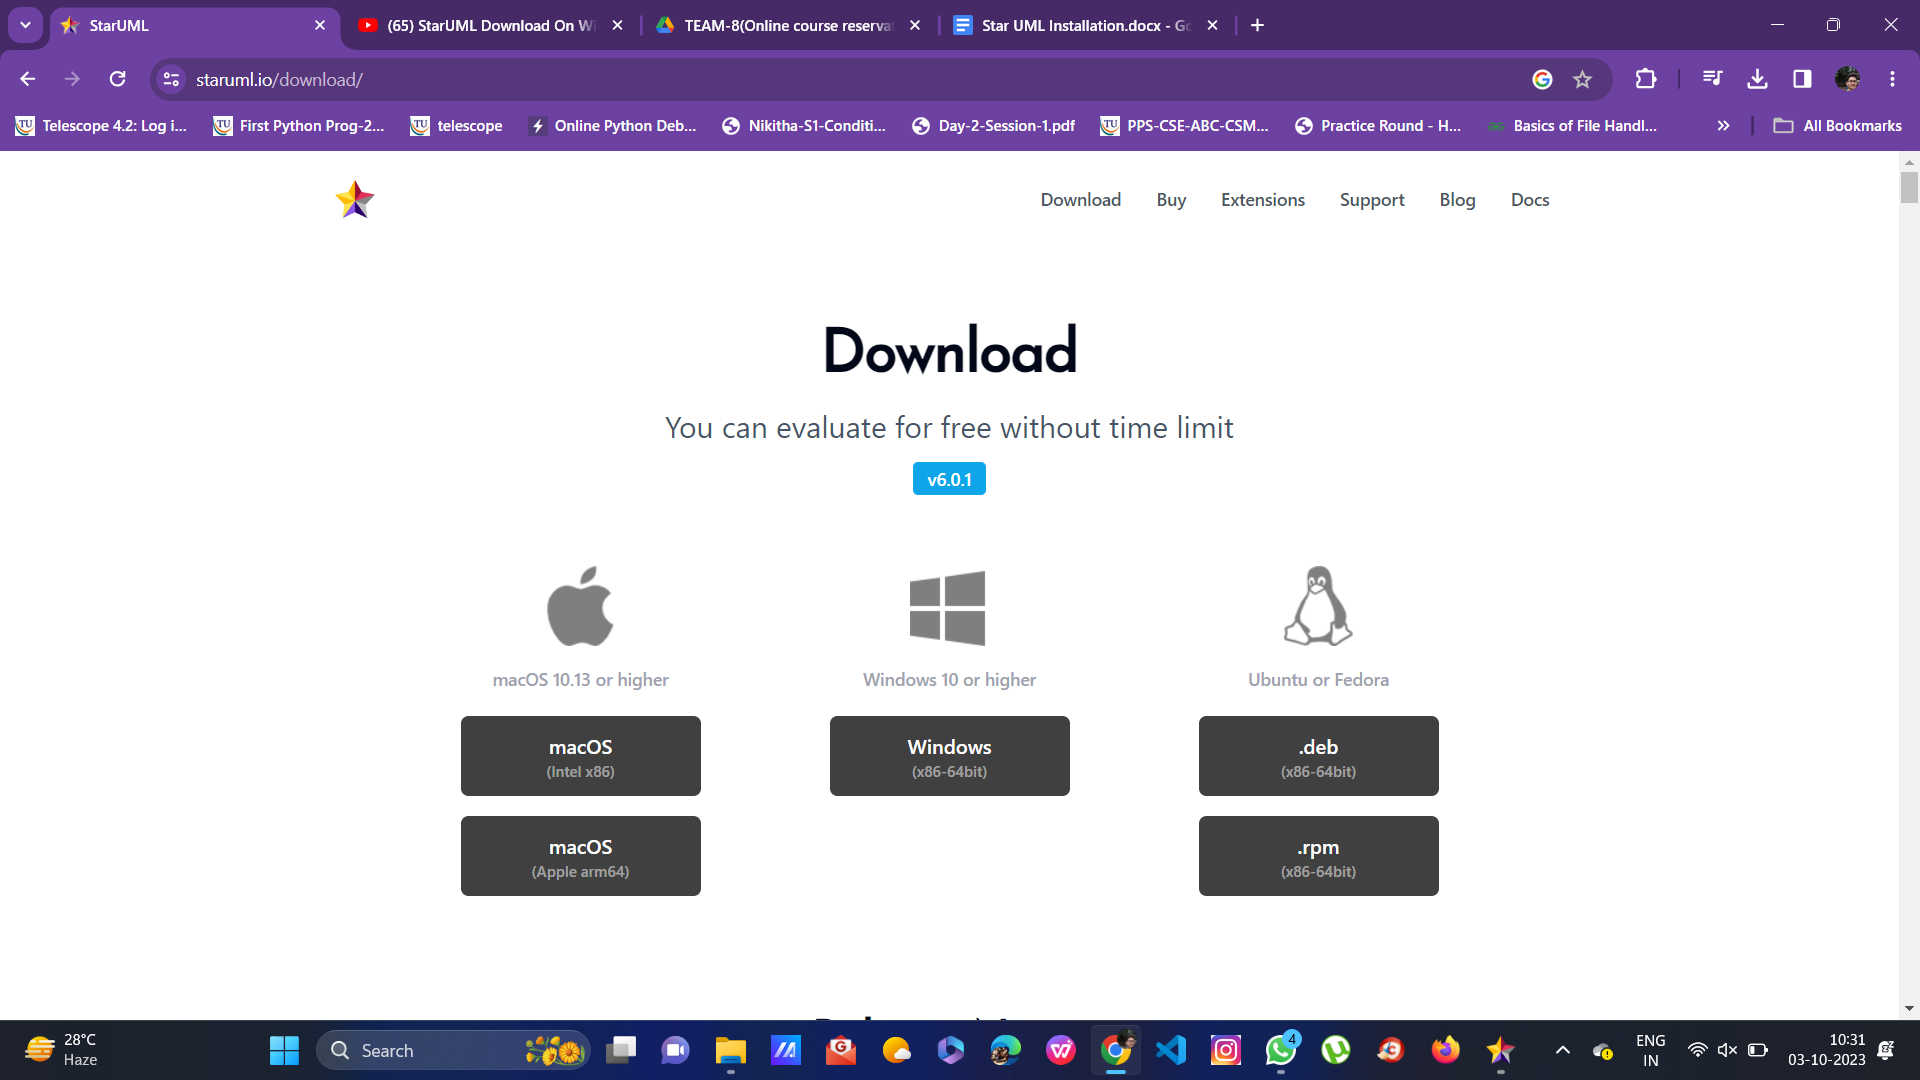 StarUML
(65) StarUML Download On Wi
TEAM-8(Online course reserva
Star UML Installation.docx - Go
staruml.io/download/
Telescope 4.2: Log i...
First Python Prog-2...
telescope
Online Python Deb...
Nikitha-S1-Conditi...
Day-2-Session-1.pdf
PPS-CSE-ABC-CSM...
Practice Round - H...
Basics of File Handl...
All Bookmarks
Download
Buy
Extensions
Support
Blog
Docs
Download
You can evaluate for free without time limit
v6.0.1
macOS 10.13 or higher
Windows 10 or higher
Ubuntu or Fedora
macOS
(Intel x86)
Windows
(x86-64bit)
.deb
(x86-64bit)
macOS
(Apple arm64)
.rpm
(x86-64bit)
28°C
Haze
Search
4
ENG
IN
10:31
03-10-2023